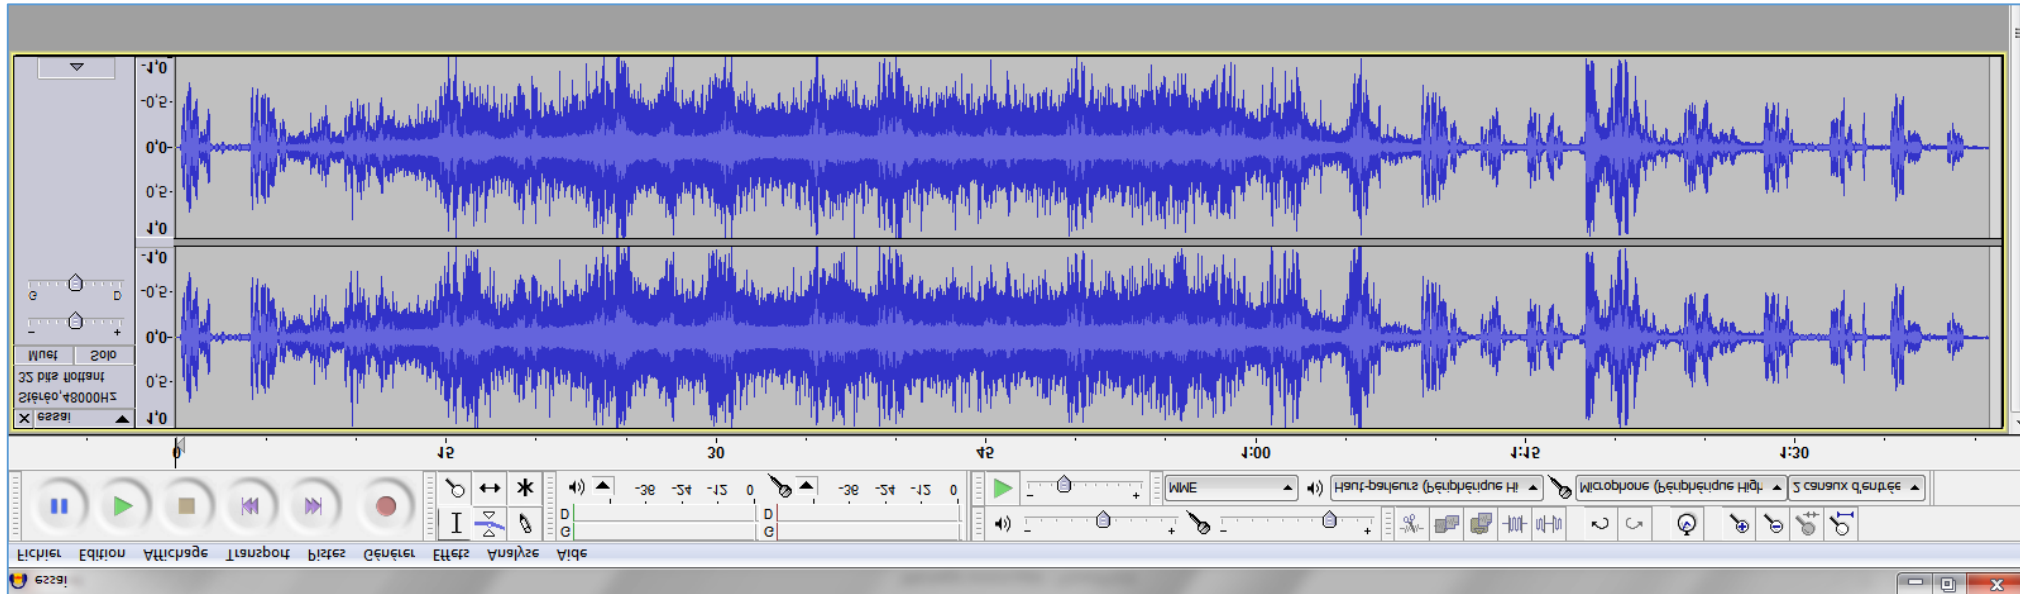 essai
Fichier Edition Affichage Transport Pistes Générer Effets Analyse Aide
D
G
D
G
-36 -24 -12 0 -36 -24 -12 0
MME Haut-parleurs (Périphérique Hi Microphone (Périphérique High 2 canaux d'entrée
0 15 30 45 1:00 1:15 1:30
essai
Stéréo,48000Hz
32 bits flottant
Muet Solo
- +
G D
1,0
0,5-
0,0-
-0,5-
-1,0
1,0
0,5-
0,0-
-0,5-
-1,0